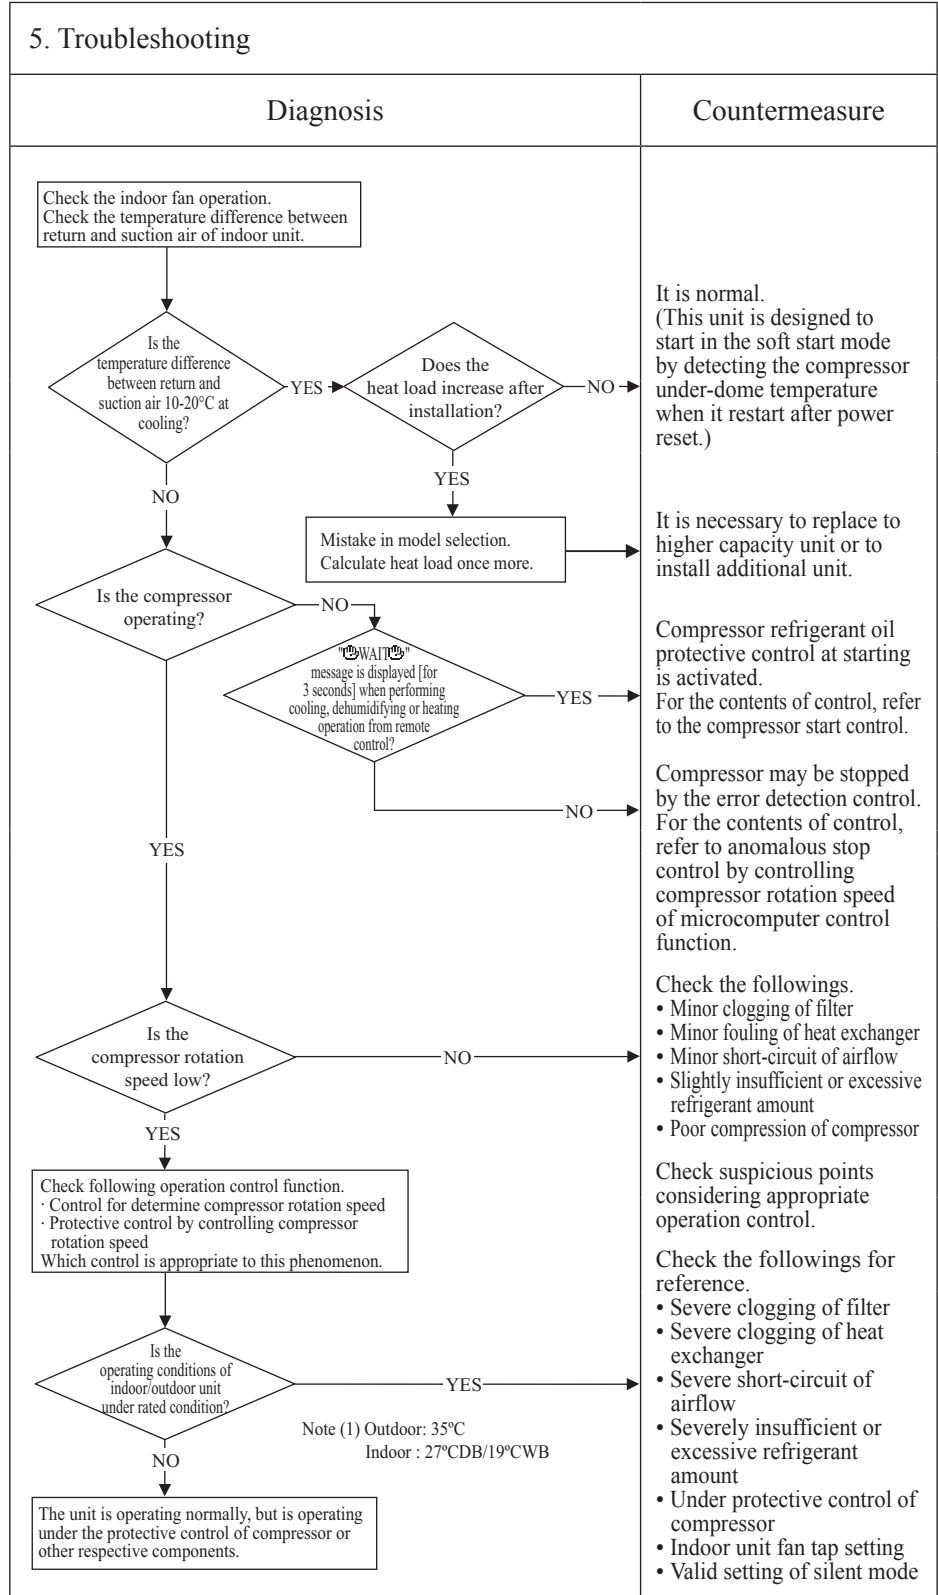 5. Troubleshooting
Diagnosis
Countermeasure
Check the indoor fan operation.
Check the temperature difference between
return and suction air of indoor unit.
Is the
temperature difference
between return and
suction air 10-20°C at
cooling?
YES
Does the
heat load increase after
installation?
NO
It is normal.
(This unit is designed to
start in the soft start mode
by detecting the compressor
under-dome temperature
when it restart after power
reset.)
NO
YES
Mistake in model selection.
Calculate heat load once more.
It is necessary to replace to
higher capacity unit or to
install additional unit.
Is the compressor
operating?
NO
"WAIT"
message is displayed [for
3 seconds] when performing
cooling, dehumidifying or heating
operation from remote
control?
YES
Compressor refrigerant oil
protective control at starting
is activated.
For the contents of control, refer
to the compressor start control.
NO
Compressor may be stopped
by the error detection control.
For the contents of control,
refer to anomalous stop
control by controlling
compressor rotation speed
of microcomputer control
function.
YES
Is the
compressor rotation
speed low?
NO
Check the followings.
• Minor clogging of filter
• Minor fouling of heat exchanger
• Minor short-circuit of airflow
• Slightly insufficient or excessive
refrigerant amount
• Poor compression of compressor
YES
Check following operation control function.
· Control for determine compressor rotation speed
· Protective control by controlling compressor
rotation speed
Which control is appropriate to this phenomenon.
Check suspicious points
considering appropriate
operation control.
Is the
operating conditions of
indoor/outdoor unit
under rated condition?
YES
Note (1) Outdoor: 35ºC
Indoor : 27ºCDB/19ºCWB
Check the followings for
reference.
• Severe clogging of filter
• Severe clogging of heat
exchanger
• Severe short-circuit of
airflow
• Severely insufficient or
excessive refrigerant
amount
• Under protective control of
compressor
• Indoor unit fan tap setting
• Valid setting of silent mode
NO
The unit is operating normally, but is operating
under the protective control of compressor or
other respective components.